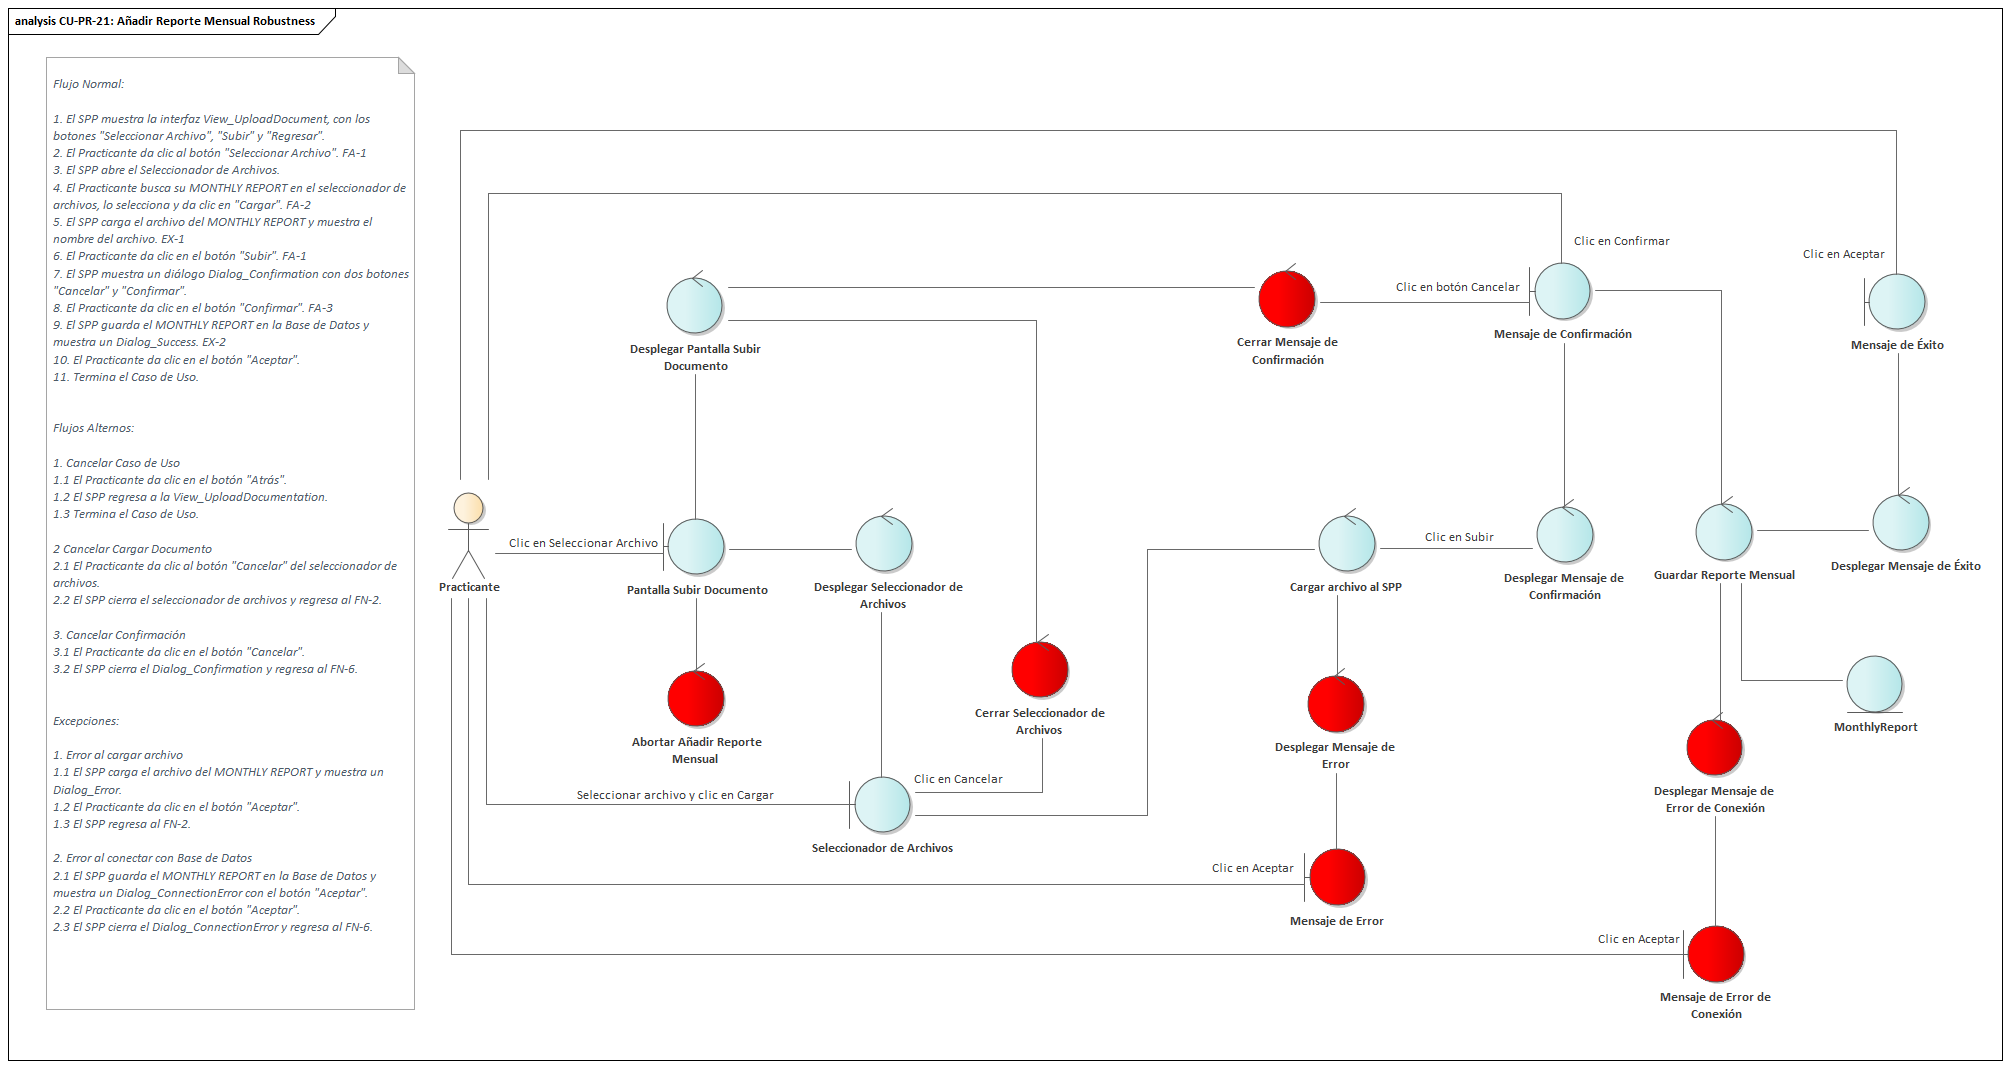 analysis CU-PR-21: Añadir Reporte Mensual Robustness
Flujo Normal:
1. El SPP muestra la interfaz View_UploadDocument, con los
botones "Seleccionar Archivo", "Subir" y "Regresar".
2. El Practicante da clic al botón "Seleccionar Archivo". FA-1
3. El SPP abre el Seleccionador de Archivos.
4. El Practicante busca su MONTHLY REPORT en el seleccionador de
archivos, lo selecciona y da clic en "Cargar". FA-2
5. El SPP carga el archivo del MONTHLY REPORT y muestra el
nombre del archivo. EX-1
6. El Practicante da clic en el botón "Subir". FA-1
7. El SPP muestra un diálogo Dialog_Confirmation con dos botones
"Cancelar" y "Confirmar".
8. El Practicante da clic en el botón "Confirmar". FA-3
9. El SPP guarda el MONTHLY REPORT en la Base de Datos y
muestra un Dialog_Success. EX-2
10. El Practicante da clic en el botón "Aceptar".
11. Termina el Caso de Uso.
Flujos Alternos:
1. Cancelar Caso de Uso
1.1 El Practicante da clic en el botón "Atrás".
1.2 El SPP regresa a la View_UploadDocumentation.
1.3 Termina el Caso de Uso.
2 Cancelar Cargar Documento
2.1 El Practicante da clic al botón "Cancelar" del seleccionador de
archivos.
2.2 El SPP cierra el seleccionador de archivos y regresa al FN-2.
3. Cancelar Confirmación
3.1 El Practicante da clic en el botón "Cancelar".
3.2 El SPP cierra el Dialog_Confirmation y regresa al FN-6.
Excepciones:
1. Error al cargar archivo
1.1 El SPP carga el archivo del MONTHLY REPORT y muestra un
Dialog_Error.
1.2 El Practicante da clic en el botón "Aceptar".
1.3 El SPP regresa al FN-2.
2. Error al conectar con Base de Datos
2.1 El SPP guarda el MONTHLY REPORT en la Base de Datos y
muestra un Dialog_ConnectionError con el botón "Aceptar".
2.2 El Practicante da clic en el botón "Aceptar".
2.3 El SPP cierra el Dialog_ConnectionError y regresa al FN-6.
Clic en Confirmar
Clic en Aceptar
Clic en botón Cancelar
Mensaje de Confirmación
Cerrar Mensaje de
Confirmación
Mensaje de Éxito
Desplegar Pantalla Subir
Documento
Clic en Seleccionar Archivo
Clic en Subir
Practicante
Pantalla Subir Documento
Desplegar Seleccionador de
Archivos
Cargar archivo al SPP
Desplegar Mensaje de
Confirmación
Guardar Reporte Mensual
Desplegar Mensaje de Éxito
Abortar Añadir Reporte
Mensual
Cerrar Seleccionador de
Archivos
Desplegar Mensaje de
Error
MonthlyReport
Clic en Cancelar
Seleccionar archivo y clic en Cargar
Desplegar Mensaje de
Error de Conexión
Seleccionador de Archivos
Clic en Aceptar
Mensaje de Error
Clic en Aceptar
Mensaje de Error de
Conexión